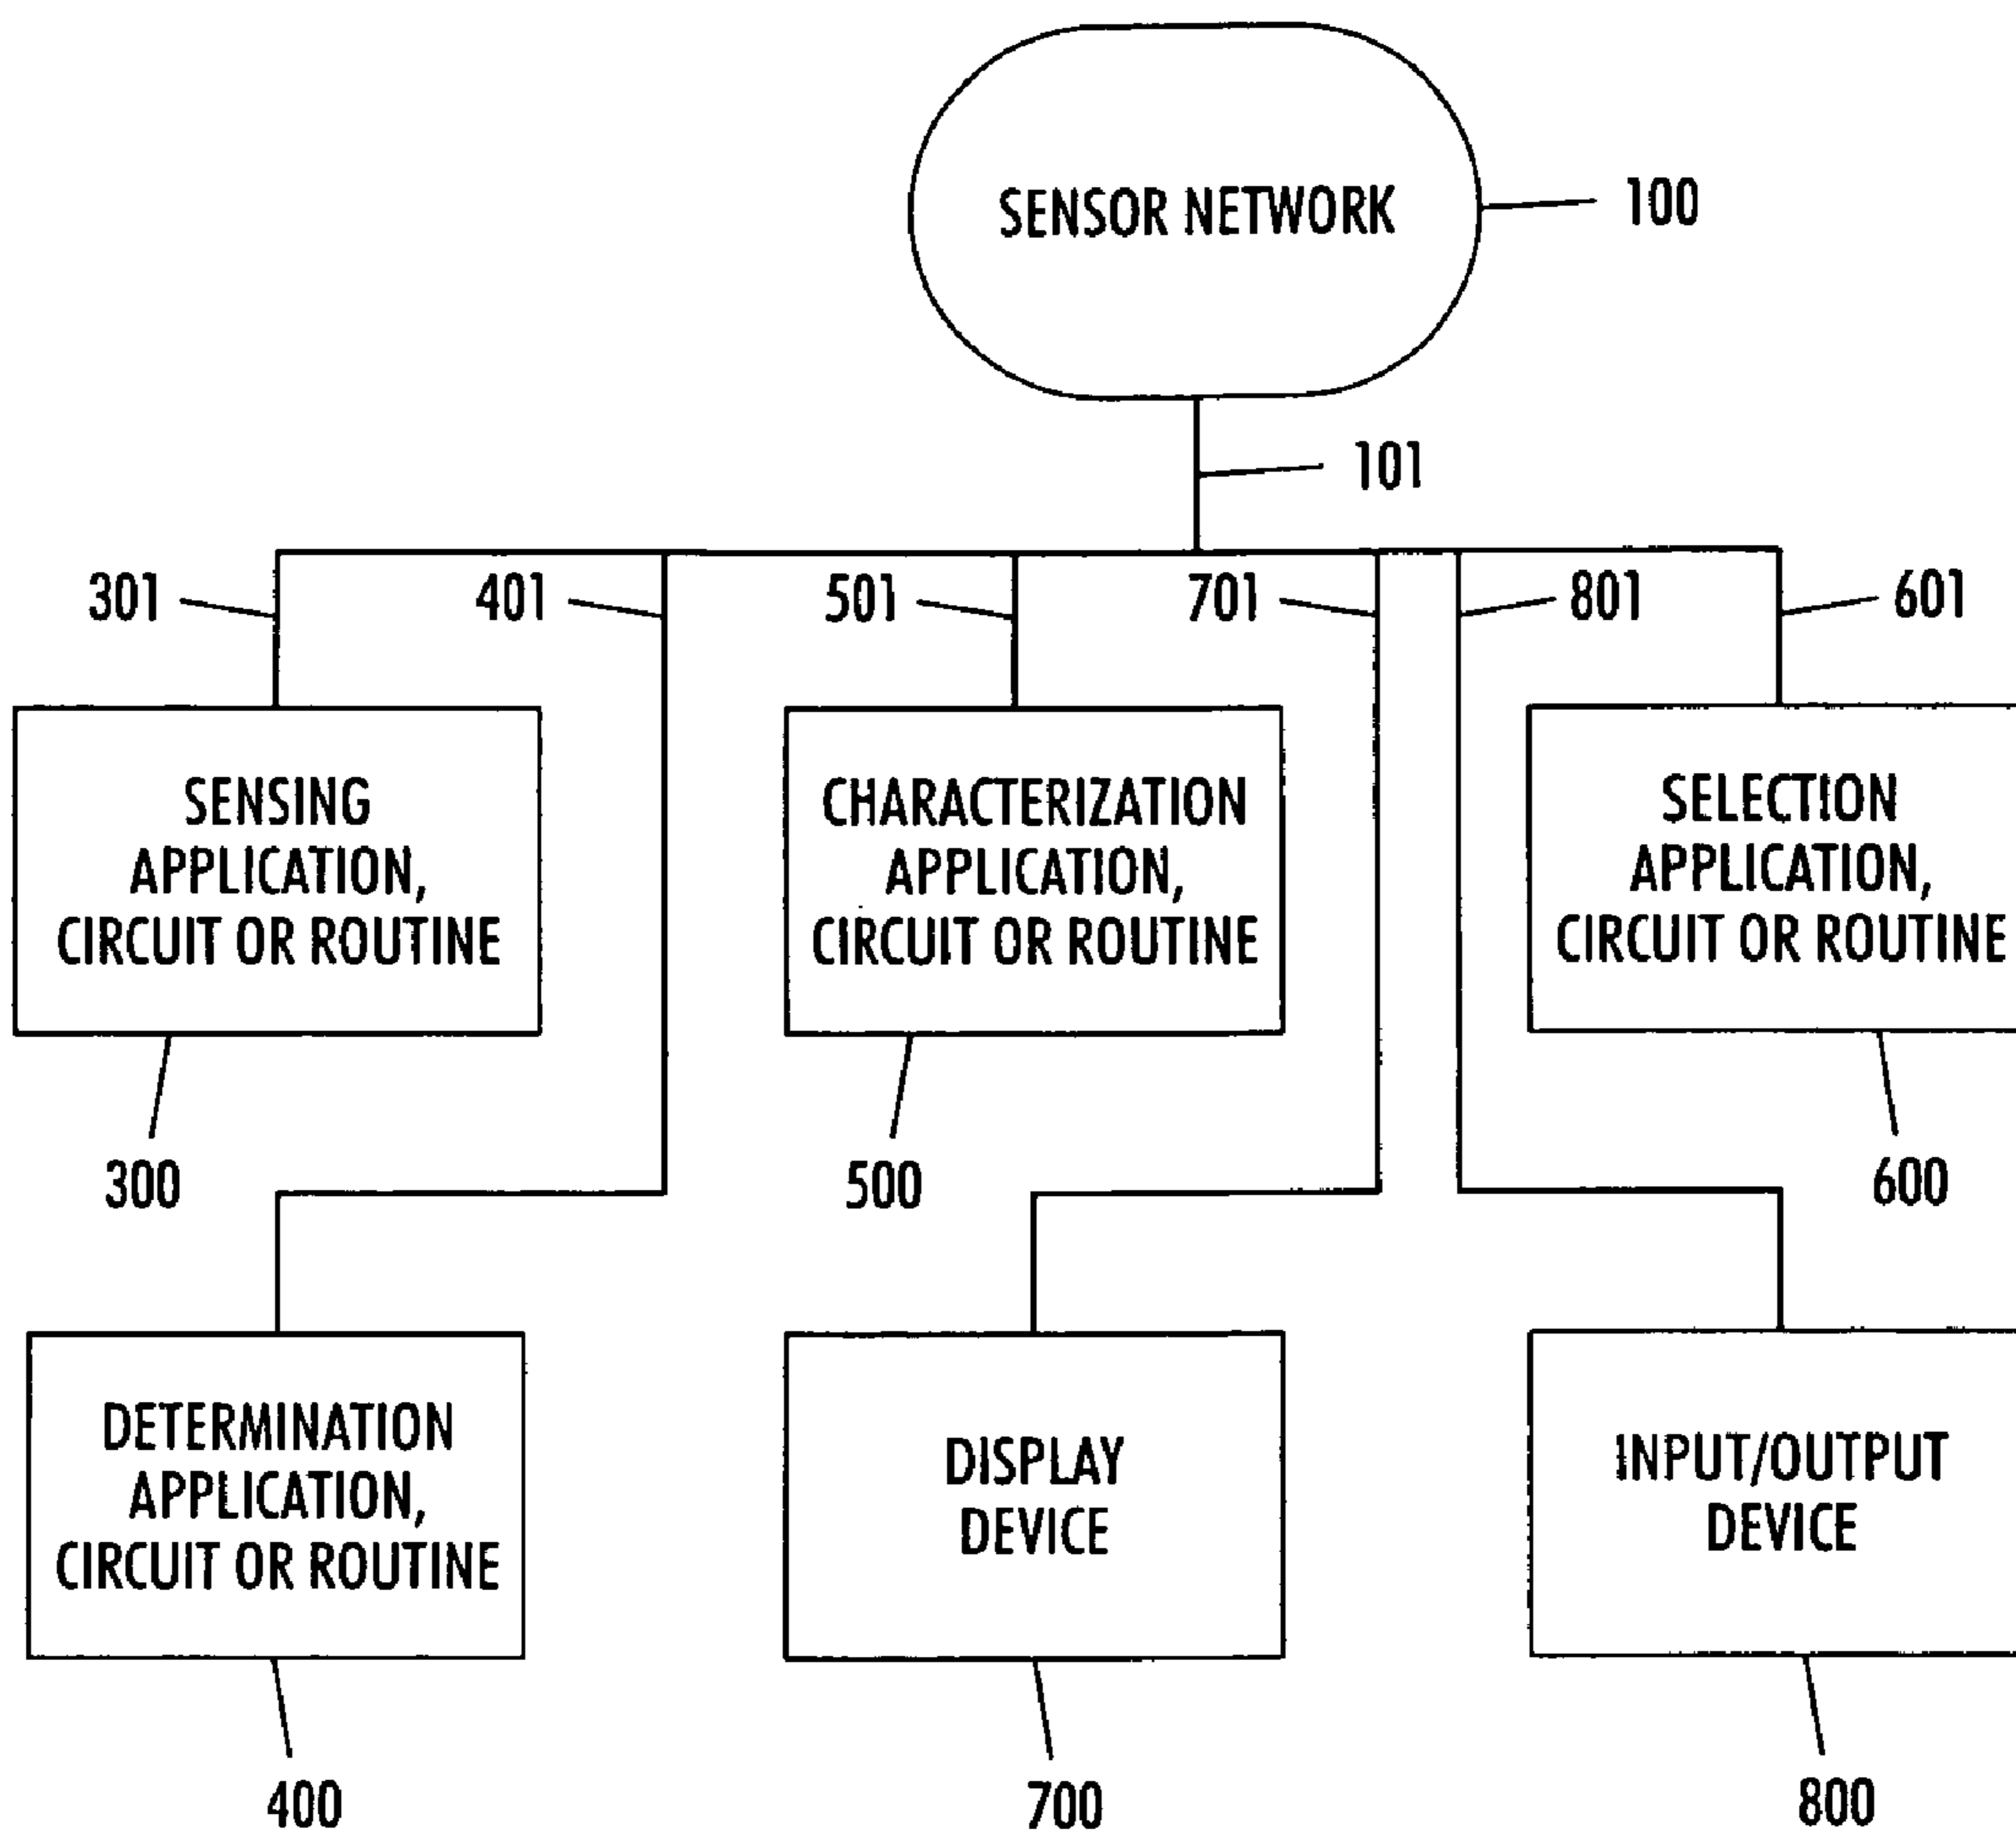 SENSOR NETWORK
100
101
301
401
501
701
801
601
SENSING
APPLICATION,
CIRCUIT OR ROUTINE
CHARACTERIZATION
APPLICATION,
CIRCUIT OR ROUTINE
SELECTION
APPLICATION,
CIRCUIT OR ROUTINE
300
500
600
DETERMINATION
APPLICATION,
CIRCUIT OR ROUTINE
DISPLAY
DEVICE
INPUT/OUTPUT
DEVICE
400
700
800